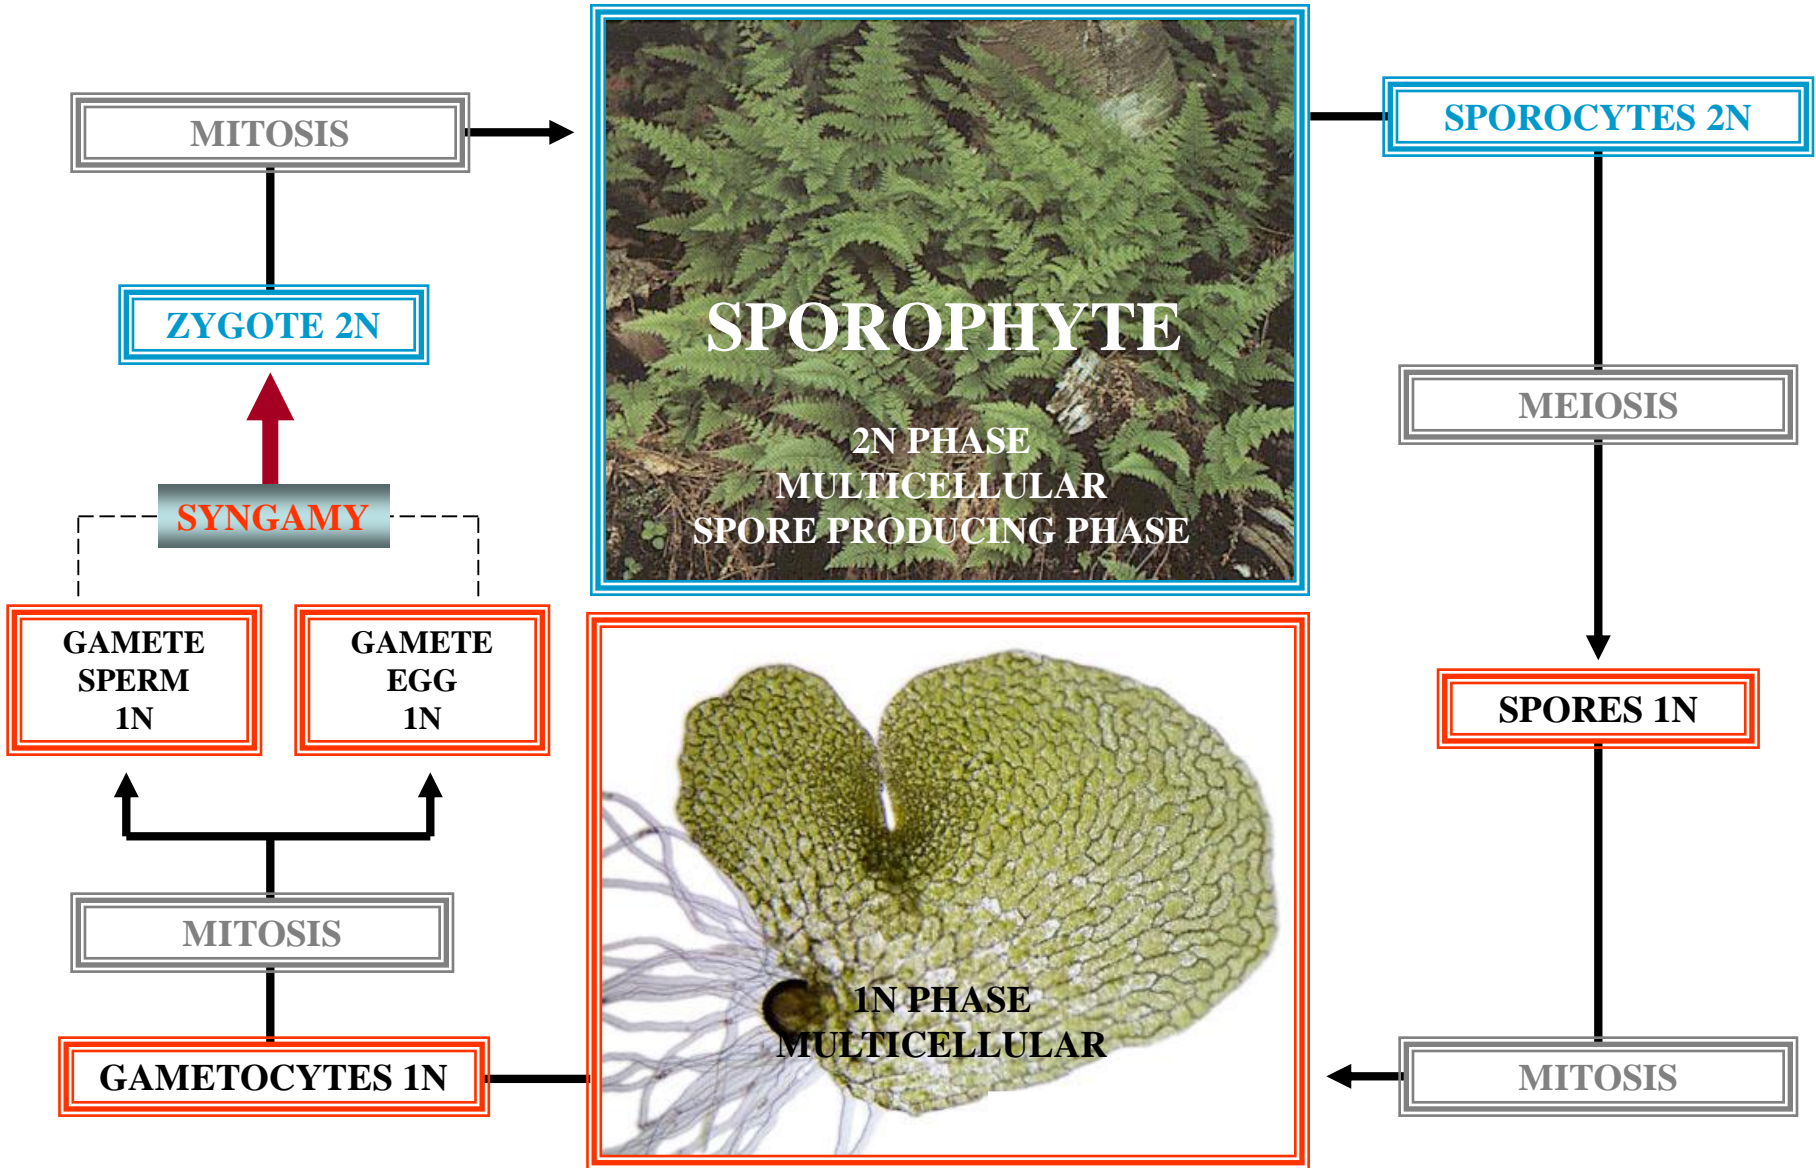 MITOSIS
SPOROCYTES 2N
ZYGOTE 2N
SPOROPHYTE
2N PHASE
MULTICELLULAR
SPORE PRODUCING PHASE
MEIOSIS
SYNGAMY
GAMETE
SPERM
1N
GAMETE
EGG
1N
SPORES 1N
MITOSIS
1N PHASE
MULTICELLULAR
GAMETOCYTES 1N
MITOSIS